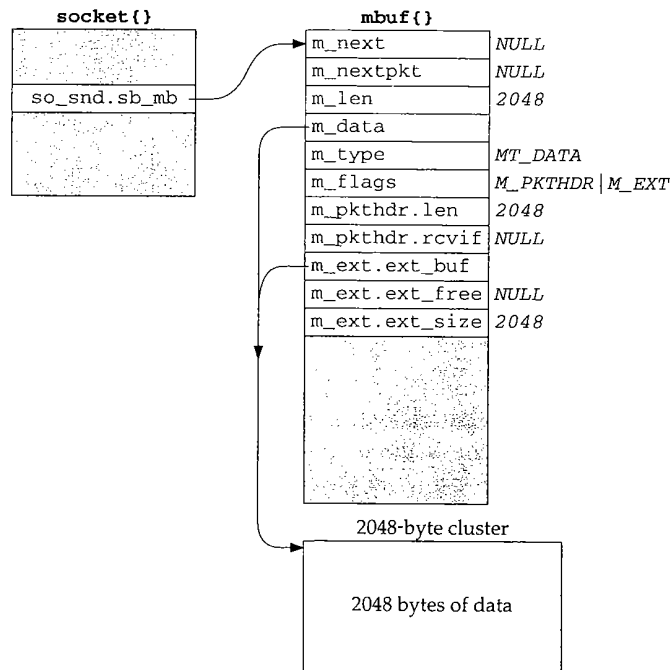 socket{}
mbuf{}
m_next NULL
m_nextpkt NULL
so_snd.sb_mb
m_len 2048
m_data
m_type MT_DATA
m_flags M_PKTHDR|M_EXT
m_pkthdr.len 2048
m_pkthdr.rcvif NULL
m_ext.ext_buf
m_ext.ext_free NULL
m_ext.ext_size 2048
2048-byte cluster
2048 bytes of data